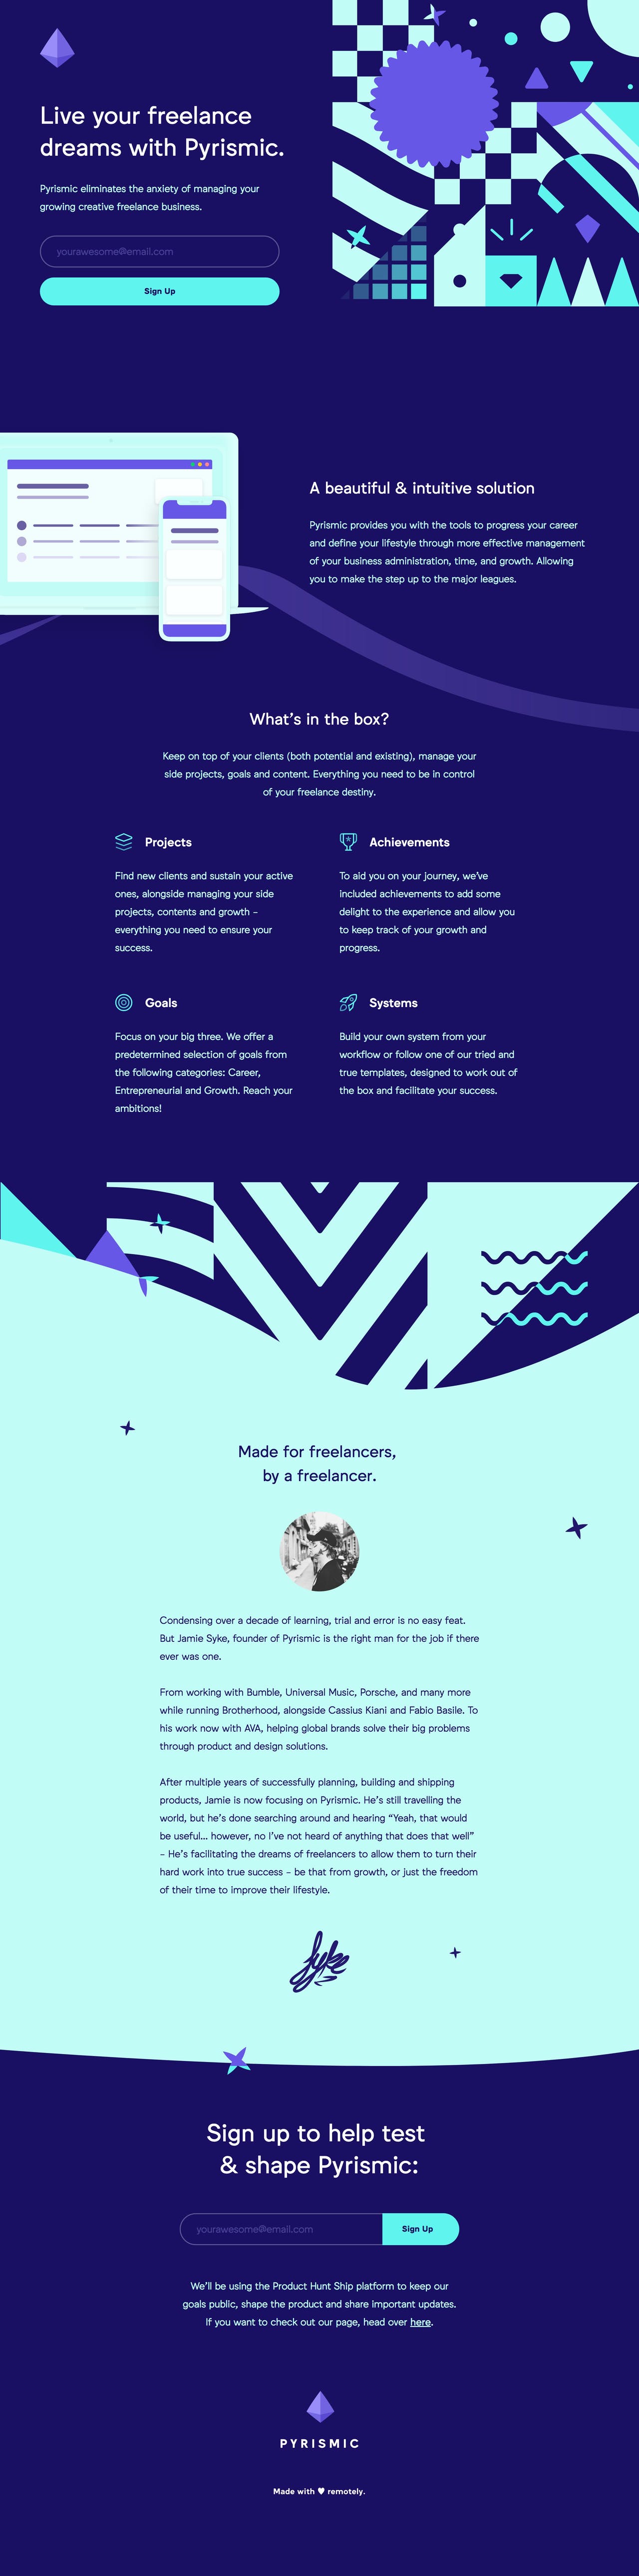 Live your freelance
dreams with Pyrismic.
Pyrismic eliminates the anxiety of managing your
growing creative freelance business.
yourawesome@email.com
Sign Up
A beautiful & intuitive solution
Pyrismic provides you with the tools to progress your career
and define your lifestyle through more effective management
of your business administration, time, and growth. Allowing
you to make the step up to the major leagues.
What's in the box?
Keep on top of your clients (both potential and existing), manage your
side projects, goals and content. Everything you need to be in control
of your freelance destiny.
Projects
Find new clients and sustain your active
ones, alongside managing your side
projects, contents and growth –
everything you need to ensure your
success.
Achievements
To aid you on your journey, we've
included achievements to add some
delight to the experience and allow you
to keep track of your growth and
progress.
Goals
Focus on your big three. We offer a
predetermined selection of goals from
the following categories: Career,
Entrepreneurial and Growth. Reach your
ambitions!
Systems
Build your own system from your
workflow or follow one of our tried and
true templates, designed to work out of
the box and facilitate your success.
Made for freelancers,
by a freelancer.
Condensing over a decade of learning, trial and error is no easy feat.
But Jamie Syke, founder of Pyrismic is the right man for the job if there
ever was one.
From working with Bumble, Universal Music, Porsche, and many more
while running Brotherhood, alongside Cassius Kiani and Fabio Basile. To
his work now with AVA, helping global brands solve their big problems
through product and design solutions.
After multiple years of successfully planning, building and shipping
products, Jamie is now focusing on Pyrismic. He's still travelling the
world, but he's done searching around and hearing “Yeah, that would
be useful... however, no I've not heard of anything that does that well”
– He's facilitating the dreams of freelancers to allow them to turn their
hard work into true success – be that from growth, or just the freedom
of their time to improve their lifestyle.
Syke
Sign up to help test
& shape Pyrismic:
yourawesome@email.com
Sign Up
We'll be using the Product Hunt Ship platform to keep our
goals public, shape the product and share important updates.
If you want to check out our page, head over here.
PYRISMIC
Made with ♥ remotely.